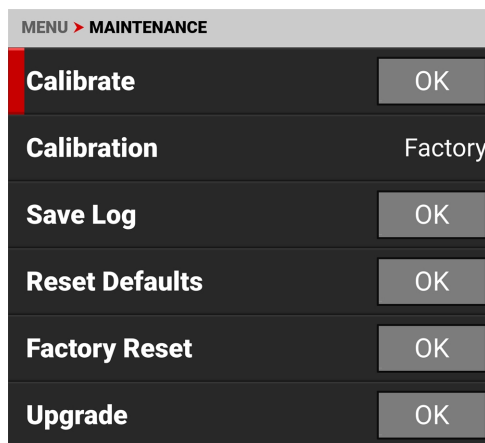 MENU ➤ MAINTENANCE
Calibrate OK
Calibration Factory
Save Log OK
Reset Defaults OK
Factory Reset OK
Upgrade OK